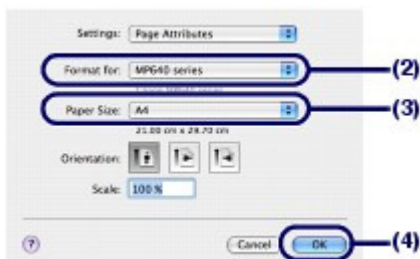 Settings: Page Attributes
Format for: MP640 series (2)
Paper Size: A4 (3)
21.00 cm x 29.70 cm
Orientation:
Scale: 100 %
? Cancel OK (4)